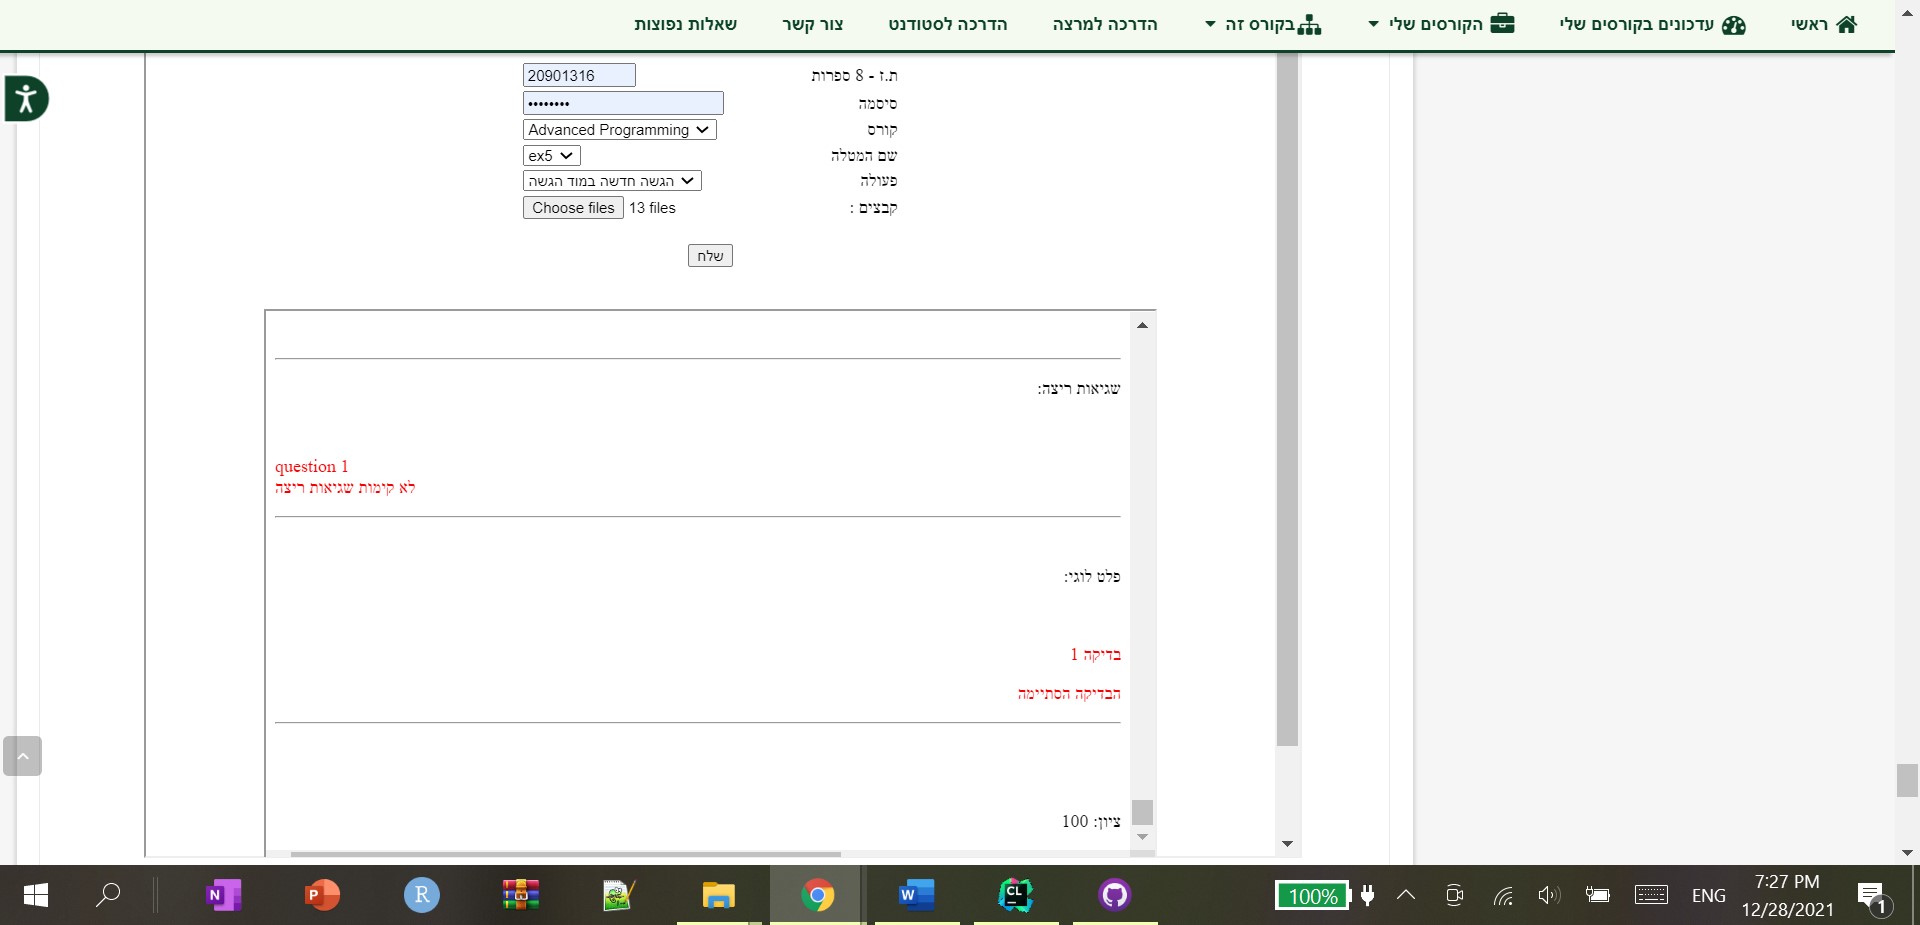 ראשי
עדכונים בקורסים שלי
הקורסים שלי
בקורס זה
הדרכה למרצה
הדרכה לסטודנט
צור קשר
שאלות נפוצות
ת.ז - 8 ספרות
20901316
סיסמה
••••••••
קורס
Advanced Programming
שם המטלה
ex5
פעולה
הגשה חדשה במוד הגשה
קבצים :
Choose files 13 files
שלח
שגיאות ריצה:
question 1
לא קימות שגיאות ריצה
פלט לוגי:
בדיקה 1
הבדיקה הסתיימה
ציון: 100
N
P
R
W
CL
100%
ENG
7:27 PM
12/28/2021
1